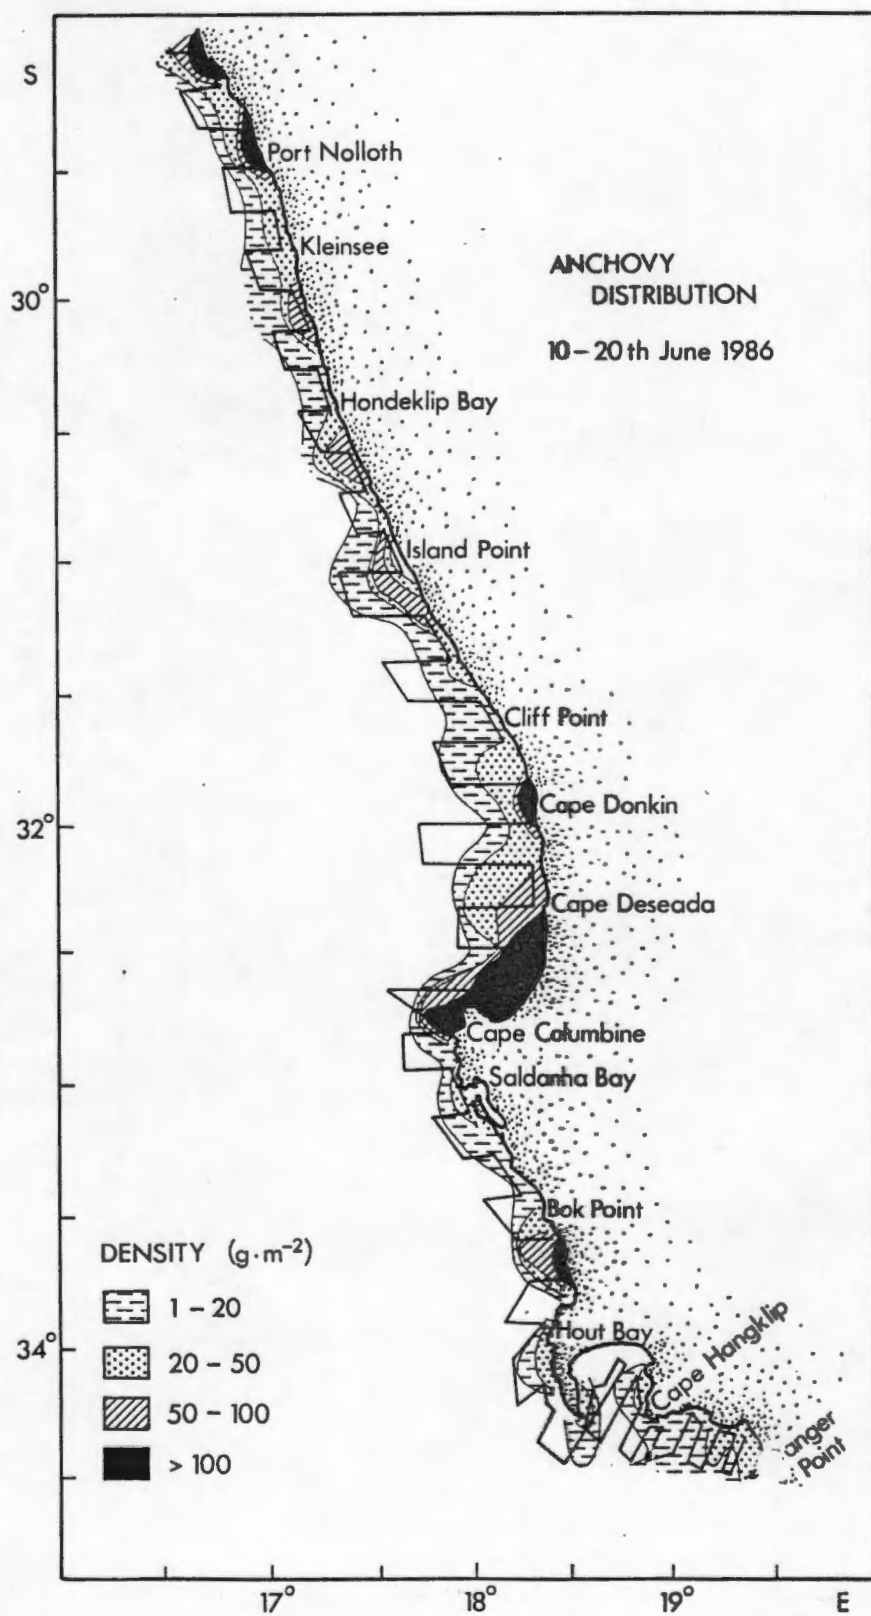 S
Port Nolloth
Kleinsee
ANCHOVY
DISTRIBUTION
30°
10-20th June 1986
Hondeklip Bay
Island Point
Cliff Point
Cape Donkin
32°
Cape Deseada
Cape Columbine
Saldanha Bay
Bok Point
DENSITY (g·m⁻²)
1-20
20-50
50-100
>100
Hout Bay
34°
Cape Hangklip
anger
Point
17°
18°
19°
E